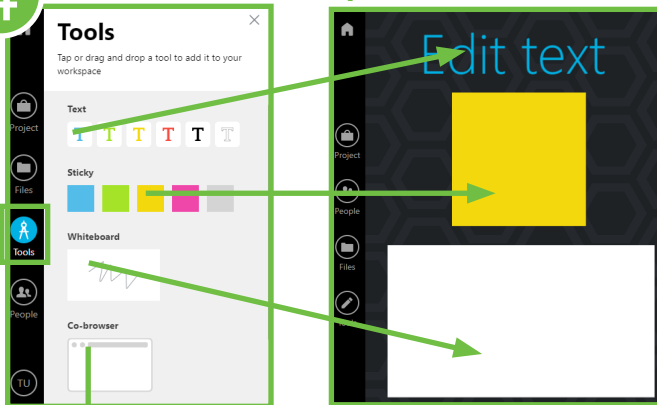 Tools
Tap or drag and drop a tool to add it to your
workspace
Text
T T T T T T
Sticky
Whiteboard
Co-browser
Project
Files
Tools
People
TU
Edit text
Project
People
Files